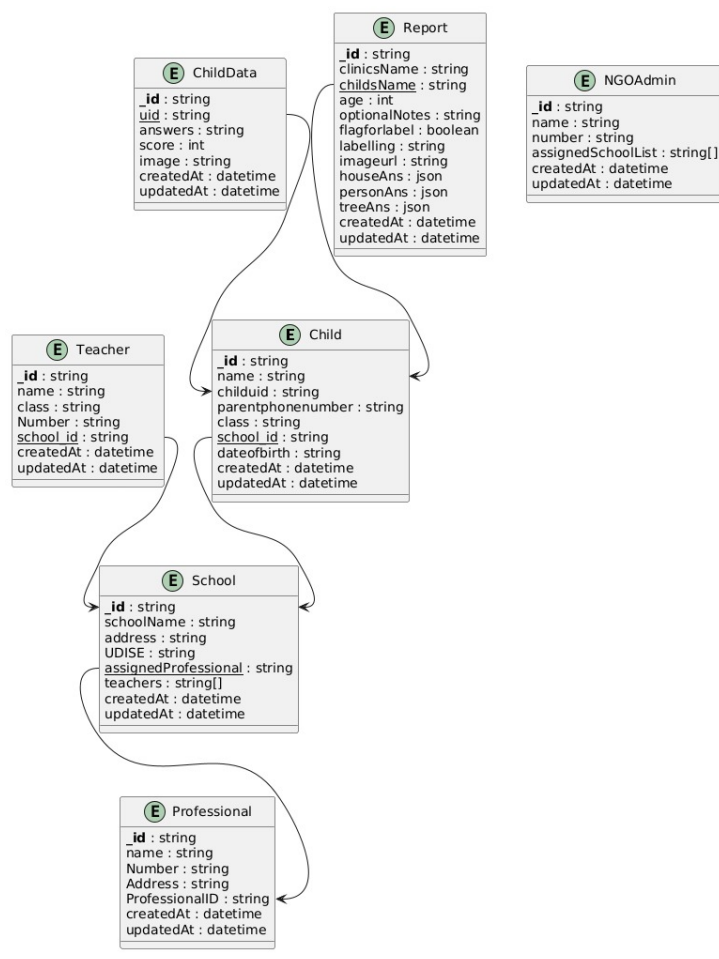 E ChildData
_id : string
uid : string
answers : string
score : int
image : string
createdAt : datetime
updatedAt : datetime
E Report
_id : string
clinicsName : string
childsName : string
age : int
optionalNotes : string
flagforlabel : boolean
labelling : string
imageurl : string
houseAns : json
personAns : json
treeAns : json
createdAt : datetime
updatedAt : datetime
E NGOAdmin
_id : string
name : string
number : string
assignedSchoolList : string[]
createdAt : datetime
updatedAt : datetime
E Teacher
_id : string
name : string
class : string
Number : string
school_id : string
createdAt : datetime
updatedAt : datetime
E Child
_id : string
name : string
childuid : string
parentphonenumber : string
class : string
school_id : string
dateofbirth : string
createdAt : datetime
updatedAt : datetime
E School
_id : string
schoolName : string
address : string
UDISE : string
assignedProfessional : string
teachers : string[]
createdAt : datetime
updatedAt : datetime
E Professional
_id : string
name : string
Number : string
Address : string
ProfessionalID : string
createdAt : datetime
updatedAt : datetime